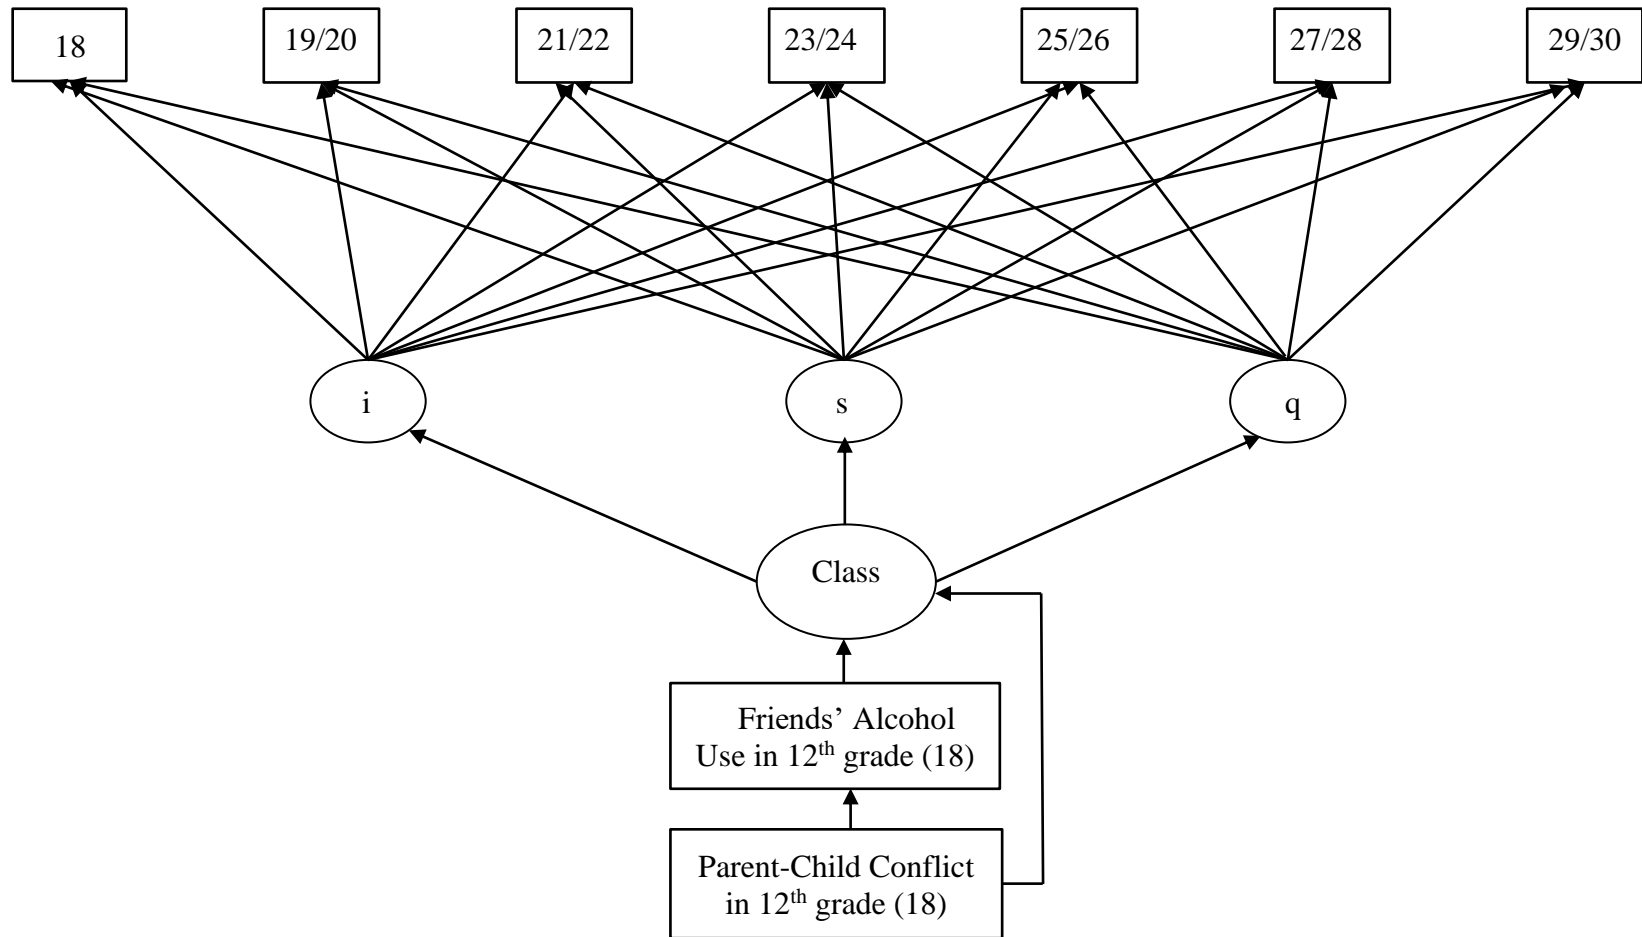 18
19/20
21/22
23/24
25/26
27/28
29/30
i
s
q
Class
Friends’ Alcohol
Use in 12th grade (18)
Parent-Child Conflict
in 12th grade (18)